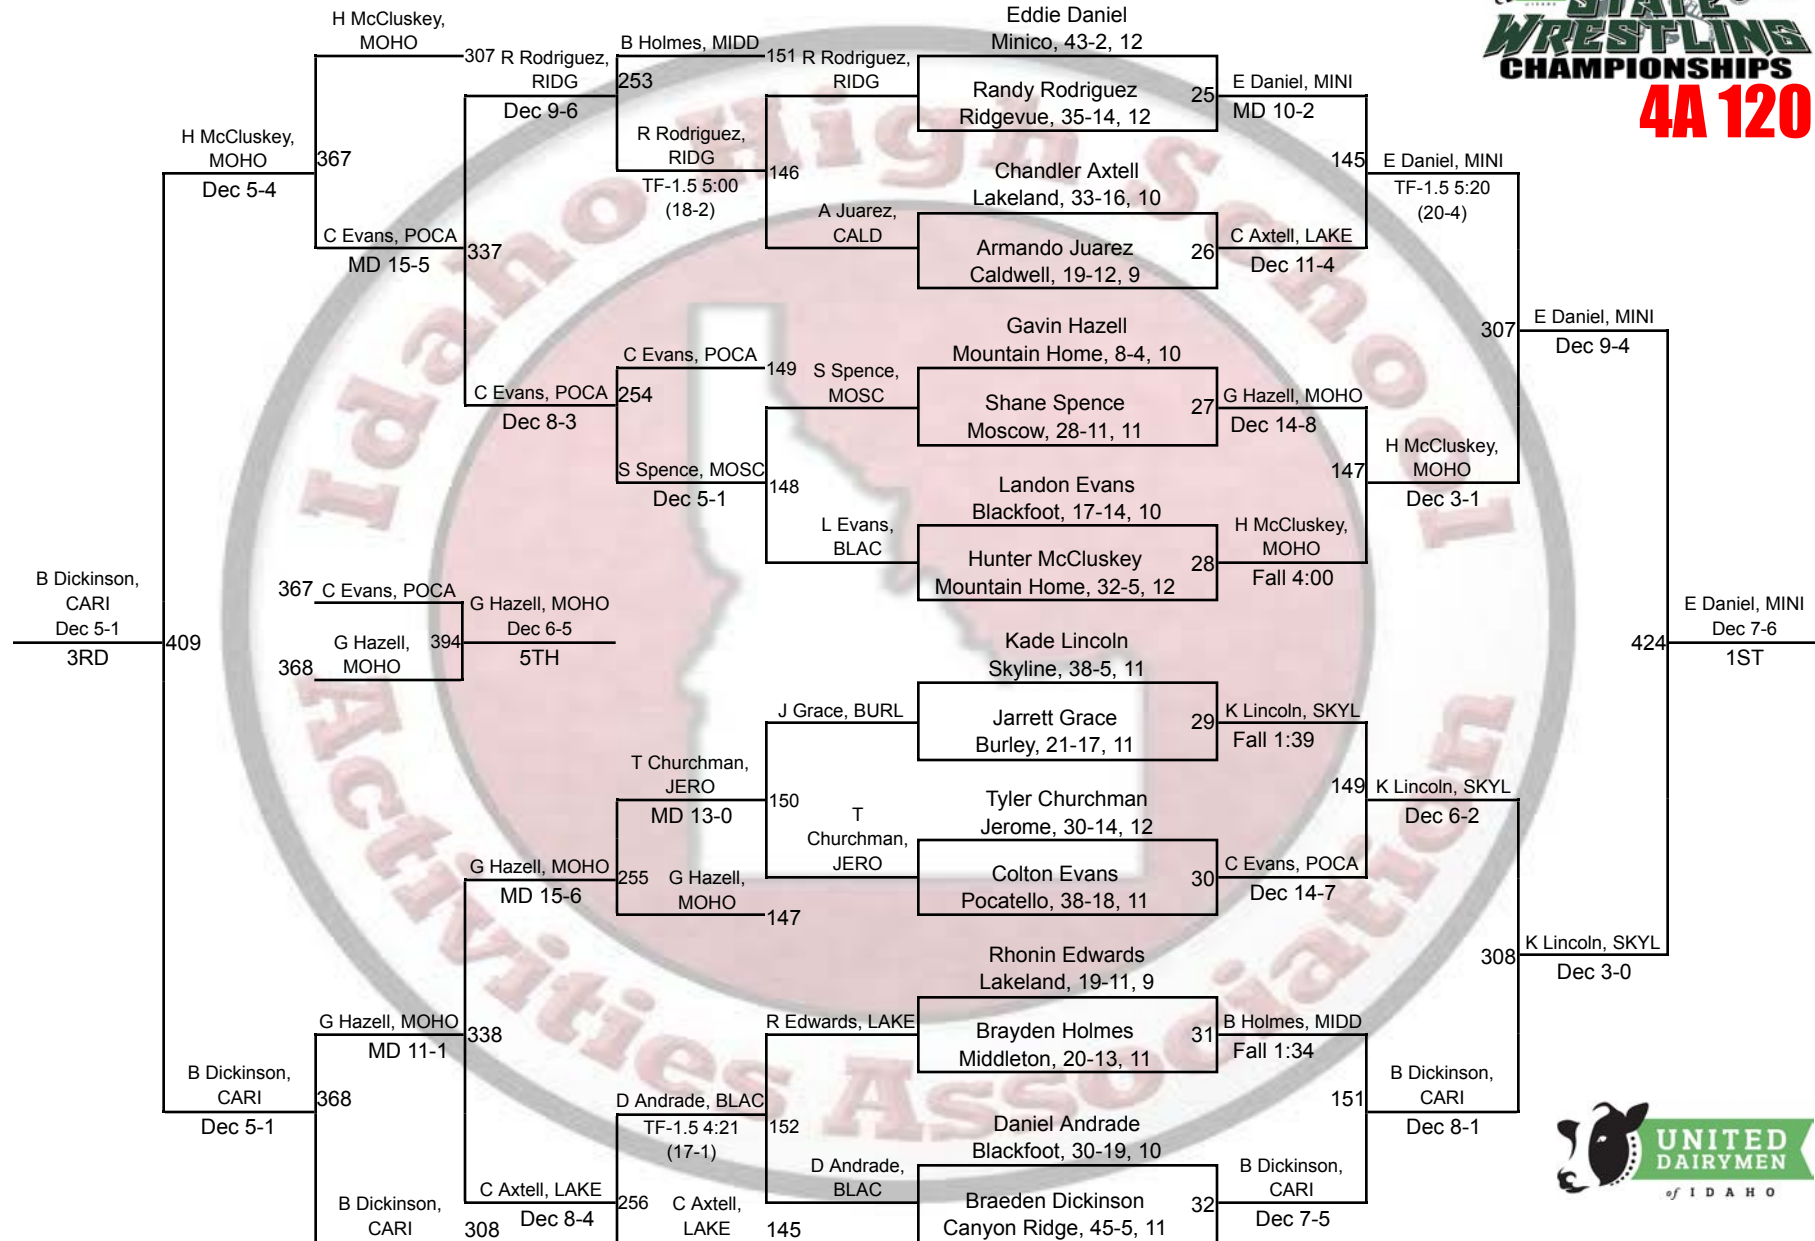 STATE
WRESTLING
CHAMPIONSHIPS
4A 120
Idaho High School
Activities Association
H McCluskey,
MOHO
307
R Rodriguez,
RIDG
Dec 9-6
B Holmes, MIDD
151
253
R Rodriguez,
RIDG
TF-1.5 5:00
(18-2)
R Rodriguez,
RIDG
146
A Juarez,
CALD
Eddie Daniel
Minico, 43-2, 12
Randy Rodriguez
Ridgevue, 35-14, 12
25
E Daniel, MINI
MD 10-2
Chandler Axtell
Lakeland, 33-16, 10
Armando Juarez
Caldwell, 19-12, 9
26
C Axtell, LAKE
Dec 11-4
145
E Daniel, MINI
TF-1.5 5:20
(20-4)
H McCluskey,
MOHO
Dec 5-4
367
C Evans, POCA
MD 15-5
337
C Evans, POCA
Dec 8-3
C Evans, POCA
149
254
S Spence, MOSC
Dec 5-1
S Spence,
MOSC
148
L Evans,
BLAC
Gavin Hazell
Mountain Home, 8-4, 10
Shane Spence
Moscow, 28-11, 11
27
G Hazell, MOHO
Dec 14-8
Landon Evans
Blackfoot, 17-14, 10
Hunter McCluskey
Mountain Home, 32-5, 12
28
H McCluskey,
MOHO
Fall 4:00
147
H McCluskey,
MOHO
Dec 3-1
307
E Daniel, MINI
Dec 9-4
B Dickinson,
CARI
Dec 5-1
3RD
409
367
C Evans, POCA
368
G Hazell,
MOHO
394
G Hazell, MOHO
Dec 6-5
5TH
424
E Daniel, MINI
Dec 7-6
1ST
Kade Lincoln
Skyline, 38-5, 11
Jarrett Grace
Burley, 21-17, 11
29
K Lincoln, SKYL
Fall 1:39
J Grace, BURL
T Churchman,
JERO
MD 13-0
150
T
Churchman,
JERO
Tyler Churchman
Jerome, 30-14, 12
Colton Evans
Pocatello, 38-18, 11
30
C Evans, POCA
Dec 14-7
149
K Lincoln, SKYL
Dec 6-2
G Hazell, MOHO
MD 15-6
255
G Hazell,
MOHO
147
308
K Lincoln, SKYL
Dec 3-0
Rhonin Edwards
Lakeland, 19-11, 9
Brayden Holmes
Middleton, 20-13, 11
31
B Holmes, MIDD
Fall 1:34
R Edwards, LAKE
G Hazell, MOHO
MD 11-1
338
B Dickinson,
CARI
Dec 5-1
368
D Andrade, BLAC
TF-1.5 4:21
(17-1)
152
D Andrade,
BLAC
Daniel Andrade
Blackfoot, 30-19, 10
Braeden Dickinson
Canyon Ridge, 45-5, 11
32
B Dickinson,
CARI
Dec 7-5
151
B Dickinson,
CARI
Dec 8-1
B Dickinson,
CARI
308
C Axtell, LAKE
Dec 8-4
256
C Axtell,
LAKE
145
UNITED
DAIRYMEN
of IDAHO